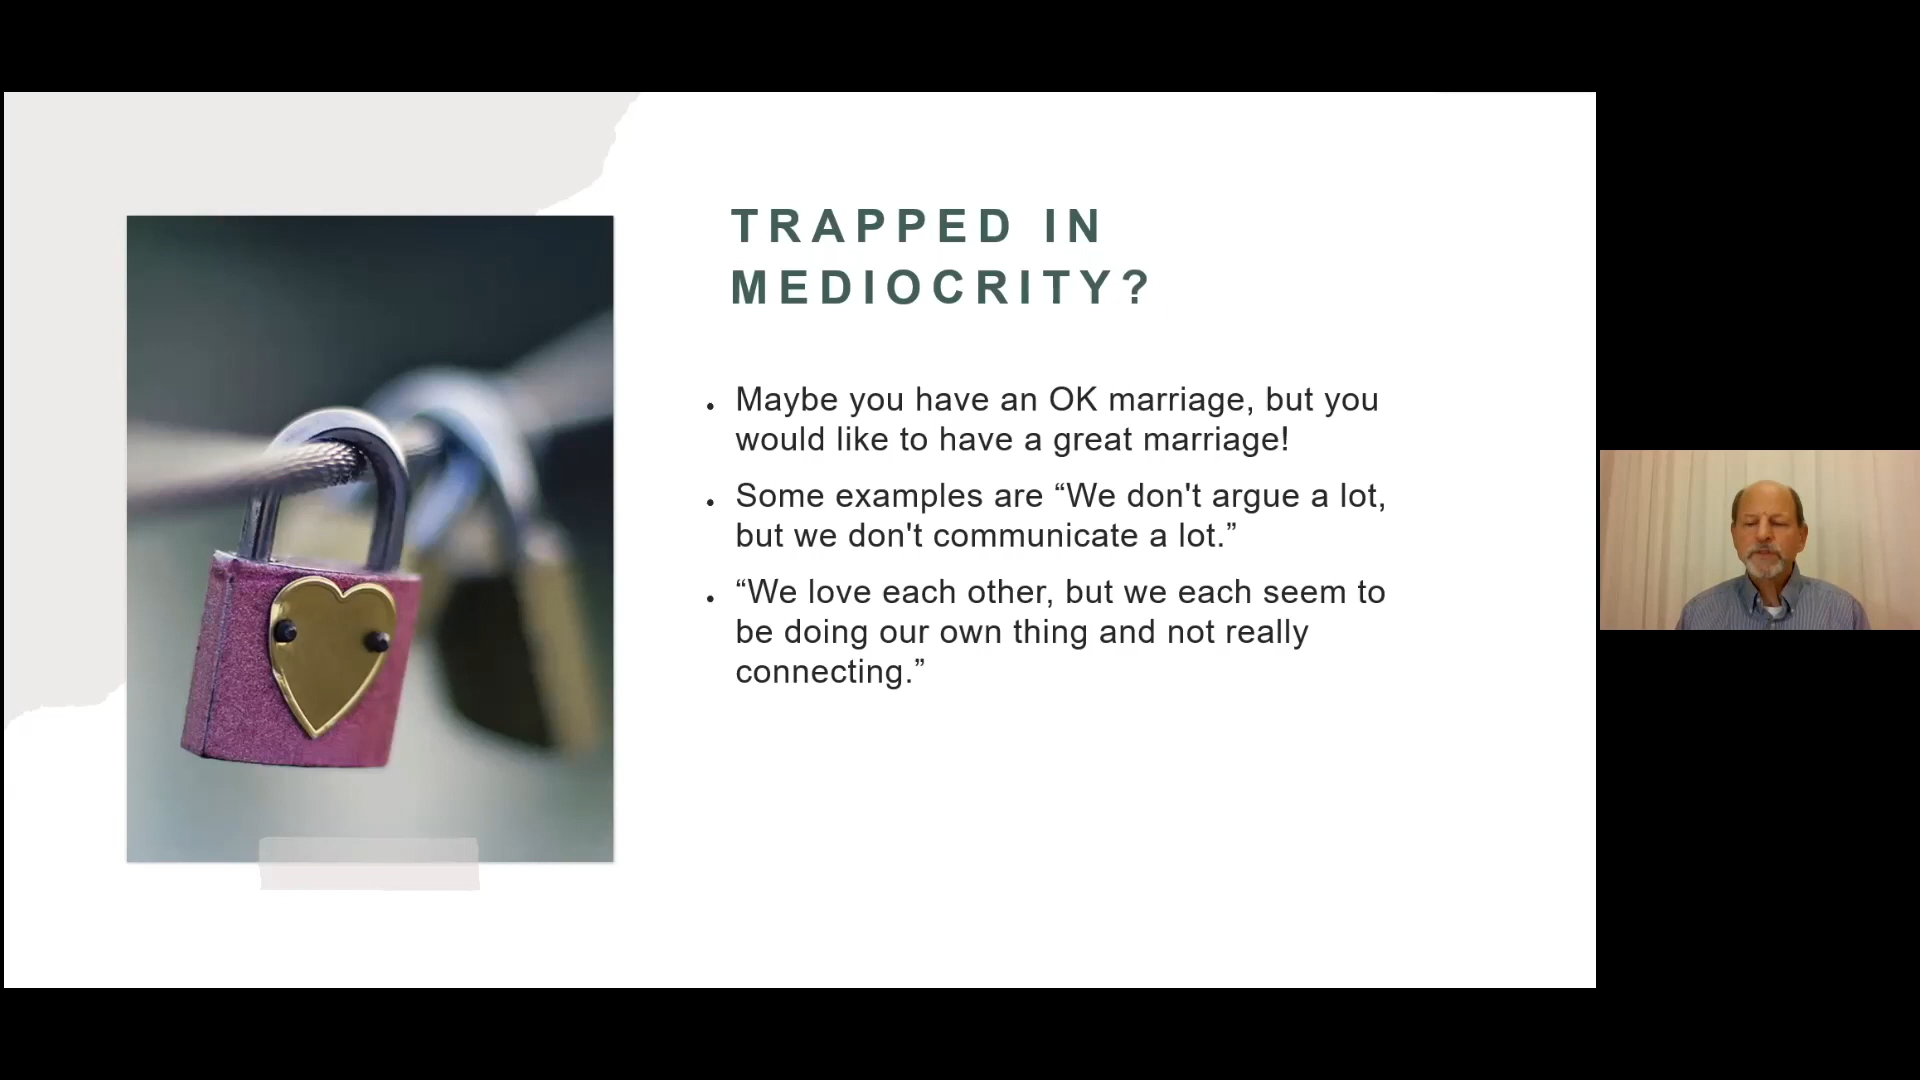 TRAPPED IN
MEDIOCRITY?
• Maybe you have an OK marriage, but you
would like to have a great marriage!
• Some examples are “We don't argue a lot,
but we don't communicate a lot.”
• “We love each other, but we each seem to
be doing our own thing and not really
connecting.”